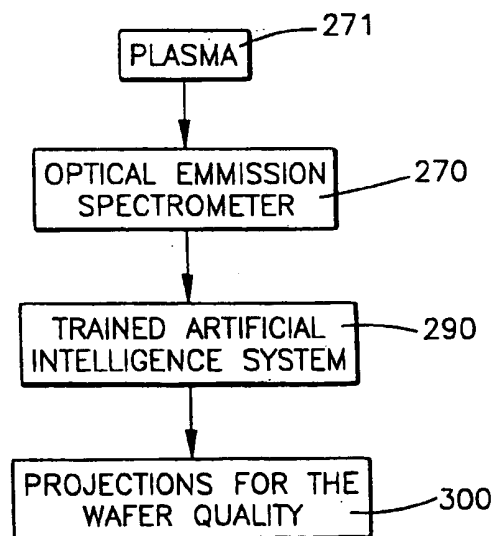 271
PLASMA
270
OPTICAL EMMISSION
SPECTROMETER
290
TRAINED ARTIFICIAL
INTELLIGENCE SYSTEM
PROJECTIONS FOR THE
WAFER QUALITY
300